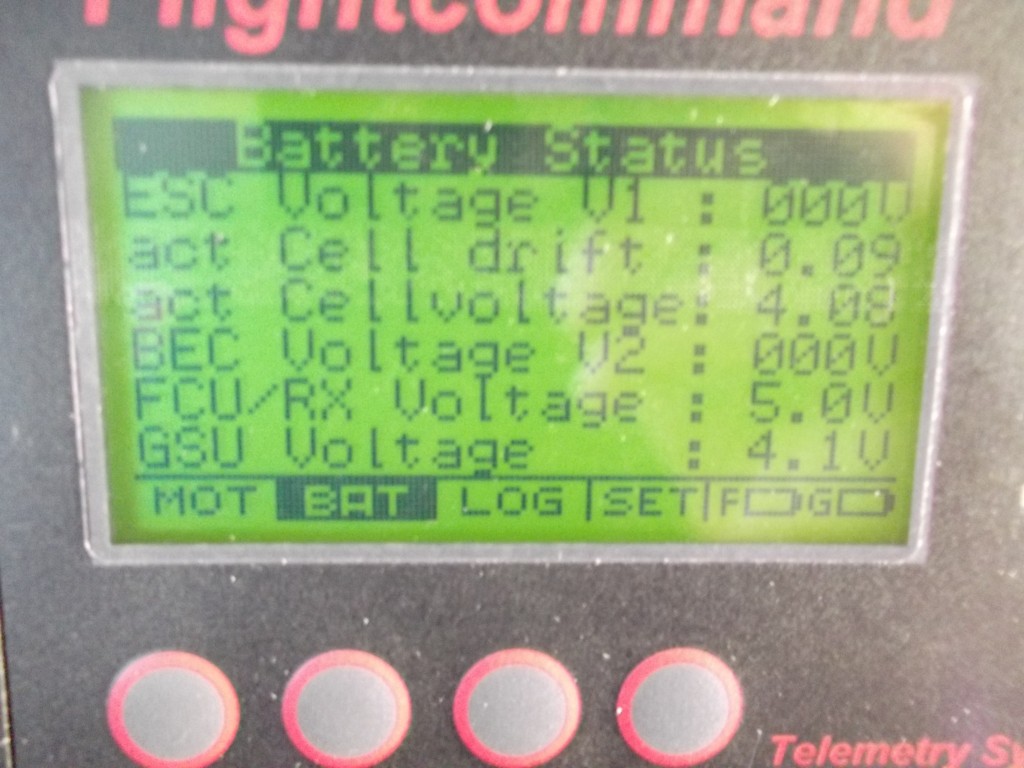 Flightcommand
Battery Status
ESC Voltage V1 : 000V
act Cell drift : 0.09
act Cellvoltage: 4.08
BEC Voltage V2 : 000V
FCU/RX Voltage : 5.0V
GSU Voltage : 4.1V
MOT BAT LOG SET F G
Telemetry Sy